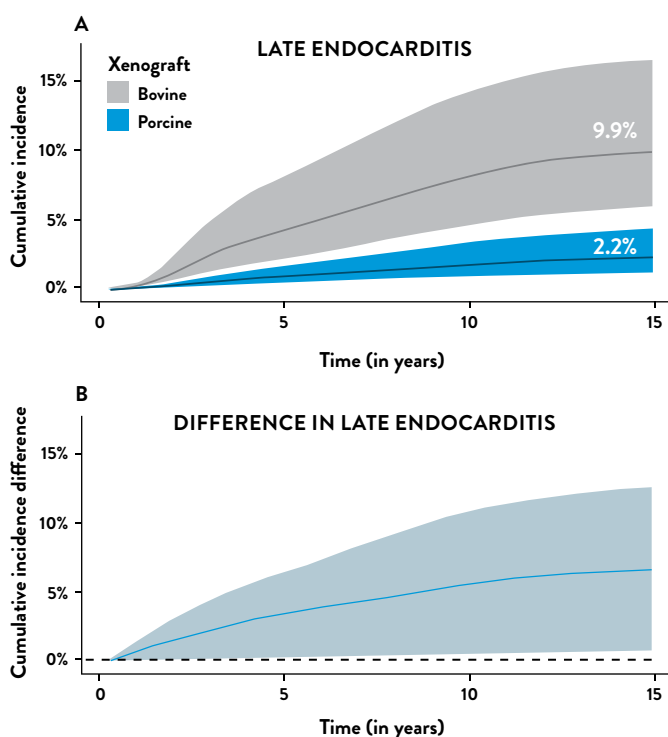 A
LATE ENDOCARDITIS
Xenograft
Bovine
Porcine
Cumulative incidence
15%
10%
5%
0%
9.9%
2.2%
0
5
10
15
Time (in years)
B
DIFFERENCE IN LATE ENDOCARDITIS
Cumulative incidence difference
15%
10%
5%
0%
0
5
10
15
Time (in years)